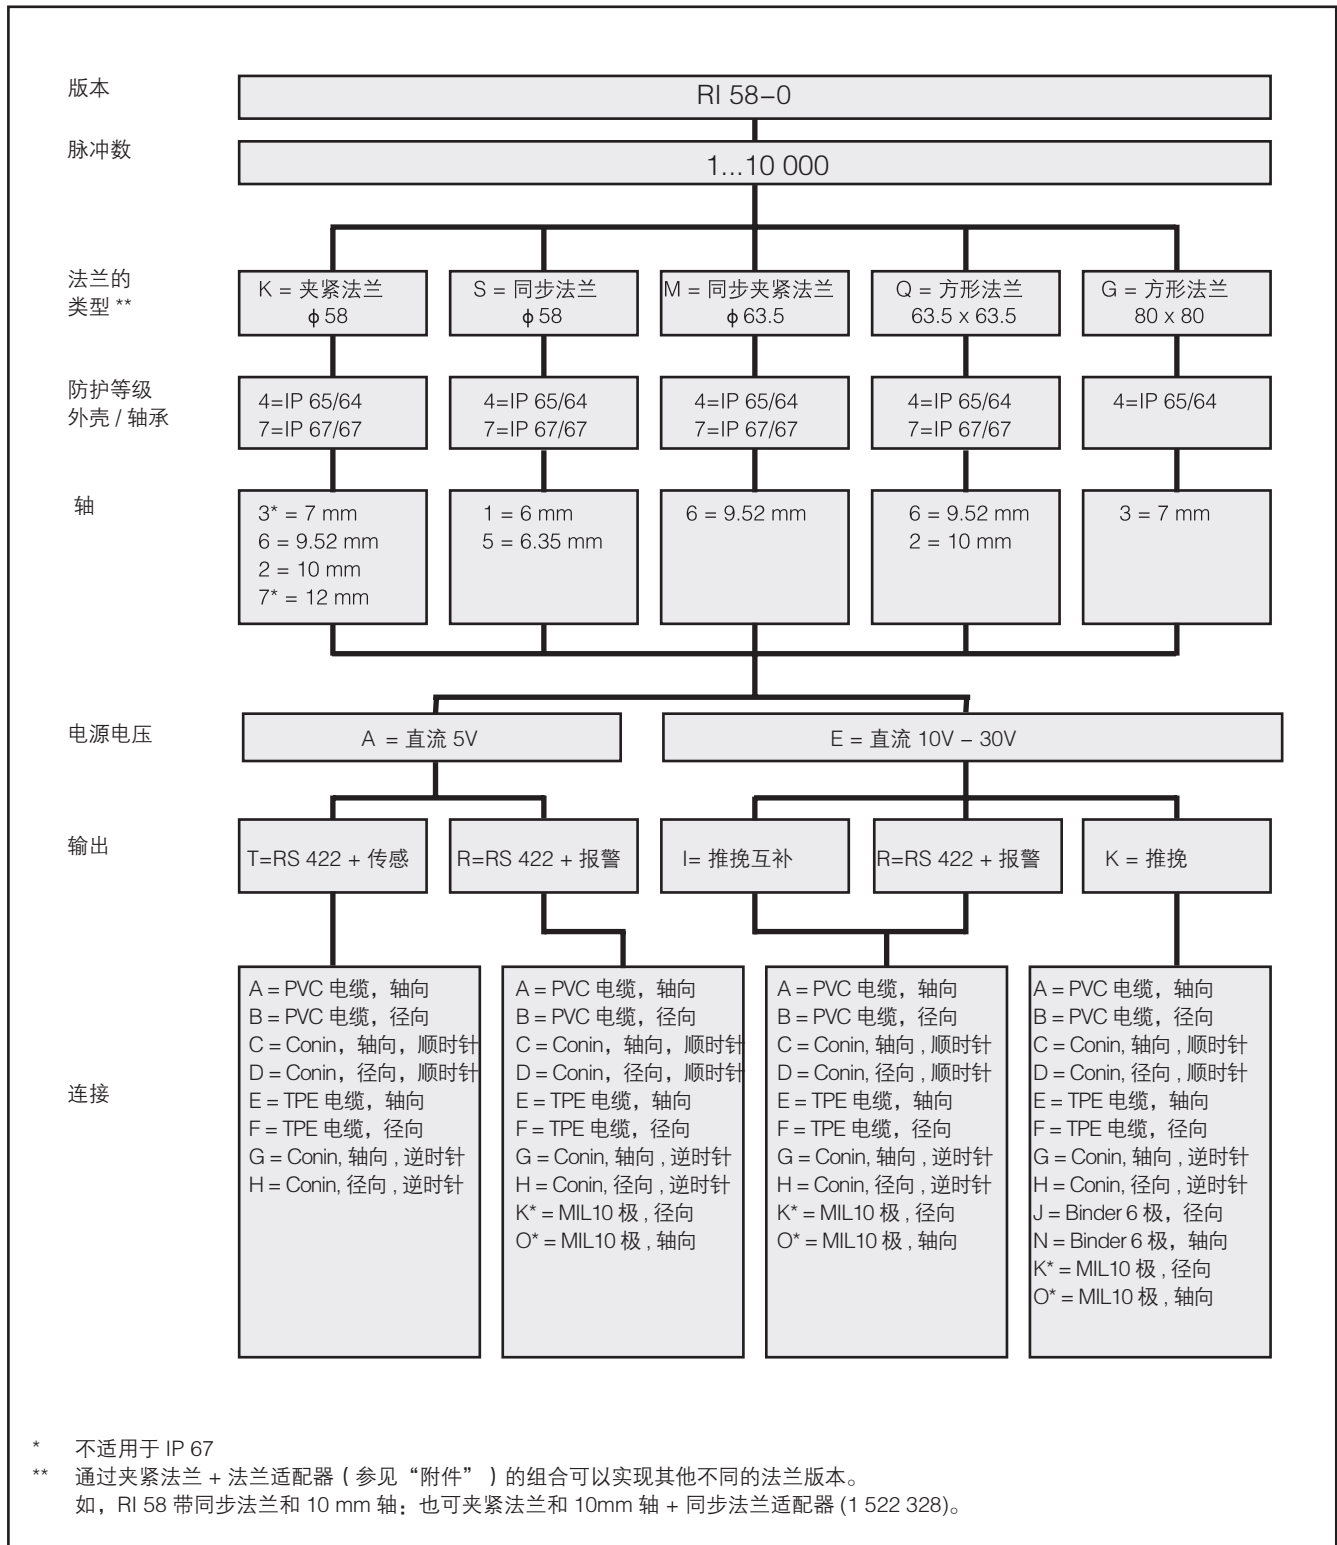 版本
RI 58–0
脉冲数
1...10 000
法兰的
类型 **
K = 夹紧法兰
ϕ 58
S = 同步法兰
ϕ 58
M = 同步夹紧法兰
ϕ 63.5
Q = 方形法兰
63.5 x 63.5
G = 方形法兰
80 x 80
防护等级
外壳 / 轴承
4=IP 65/64
7=IP 67/67
4=IP 65/64
7=IP 67/67
4=IP 65/64
7=IP 67/67
4=IP 65/64
7=IP 67/67
4=IP 65/64
轴
3* = 7 mm
6 = 9.52 mm
2 = 10 mm
7* = 12 mm
1 = 6 mm
5 = 6.35 mm
6 = 9.52 mm
6 = 9.52 mm
2 = 10 mm
3 = 7 mm
电源电压
A = 直流 5V
E = 直流 10V – 30V
输出
T=RS 422 + 传感
R=RS 422 + 报警
I= 推挽互补
R=RS 422 + 报警
K = 推挽
连接
A = PVC 电缆，轴向
B = PVC 电缆，径向
C = Conin，轴向，顺时针
D = Conin，径向，顺时针
E = TPE 电缆，轴向
F = TPE 电缆，径向
G = Conin, 轴向 , 逆时针
H = Conin, 径向 , 逆时针
A = PVC 电缆，轴向
B = PVC 电缆，径向
C = Conin，轴向，顺时针
D = Conin，径向，顺时针
E = TPE 电缆，轴向
F = TPE 电缆，径向
G = Conin, 轴向 , 逆时针
H = Conin, 径向 , 逆时针
K* = MIL10 极 , 径向
O* = MIL10 极 , 轴向
A = PVC 电缆，轴向
B = PVC 电缆，径向
C = Conin, 轴向 , 顺时针
D = Conin, 径向 , 顺时针
E = TPE 电缆，轴向
F = TPE 电缆，径向
G = Conin, 轴向 , 逆时针
H = Conin, 径向 , 逆时针
K* = MIL10 极 , 径向
O* = MIL10 极 , 轴向
A = PVC 电缆，轴向
B = PVC 电缆，径向
C = Conin, 轴向 , 顺时针
D = Conin, 径向 , 顺时针
E = TPE 电缆，轴向
F = TPE 电缆，径向
G = Conin, 轴向 , 逆时针
H = Conin, 径向 , 逆时针
J = Binder 6 极，径向
N = Binder 6 极，轴向
K* = MIL10 极 , 径向
O* = MIL10 极 , 轴向
* 不适用于 IP 67
** 通过夹紧法兰 + 法兰适配器 ( 参见“附件” ) 的组合可以实现其他不同的法兰版本。
如，RI 58 带同步法兰和 10 mm 轴：也可夹紧法兰和 10mm 轴 + 同步法兰适配器 (1 522 328)。